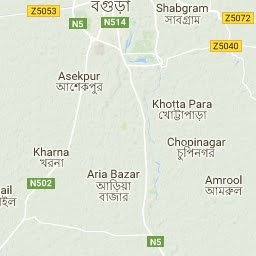 Shabgram
সাবগ্রাম
বগুড়া
Z5053
N514
Z5072
N5
Z5040
Asekpur
আশেকপুর
Khotta Para
খোট্টাপাড়া
Chopinagar
চুপিনগর
Kharna
খরনা
Aria Bazar
আড়িয়া
বাজার
Amrool
আমরুল
N502
N5